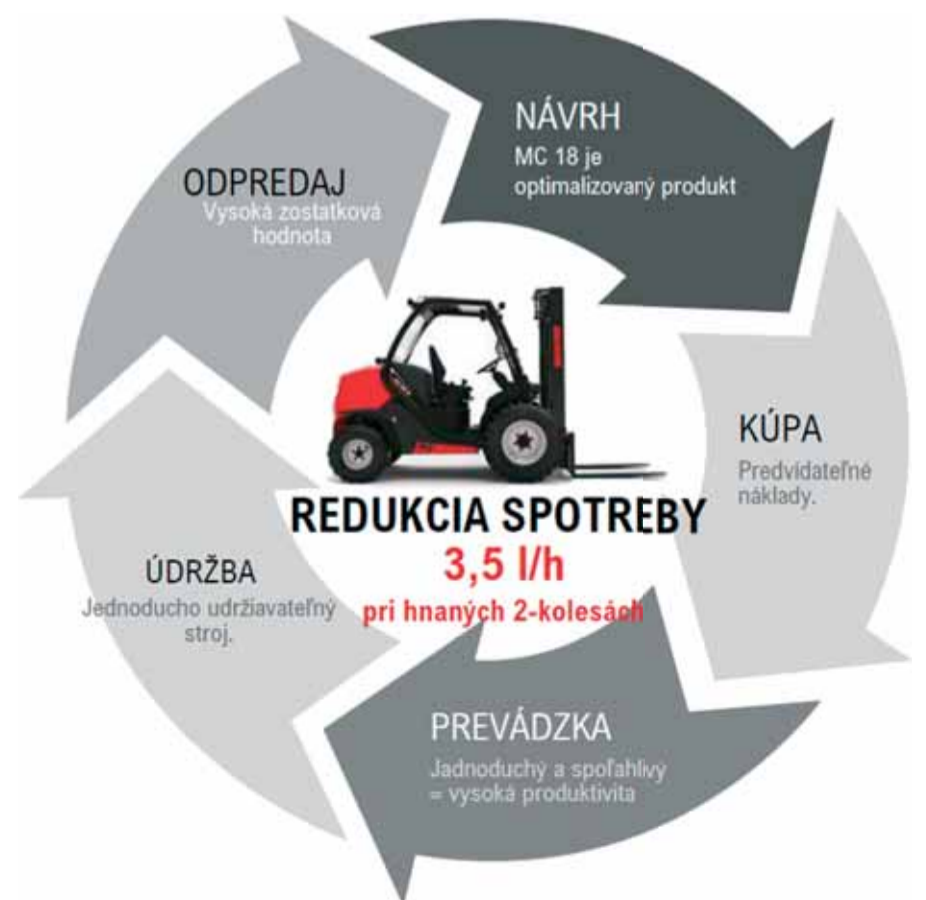 NÁVRH
MC 18 je
optimalizovaný produkt
KÚPA
Predvídateľné
náklady.
PREVÁDZKA
Jadnoduchý a spoľahlivý
= vysoká produktivita
ÚDRŽBA
Jednoducho udržiavateľný
stroj.
ODPREDAJ
Vysoká zostatková
hodnota
REDUKCIA SPOTREBY
3,5 l/h
pri hnaných 2-kolesách